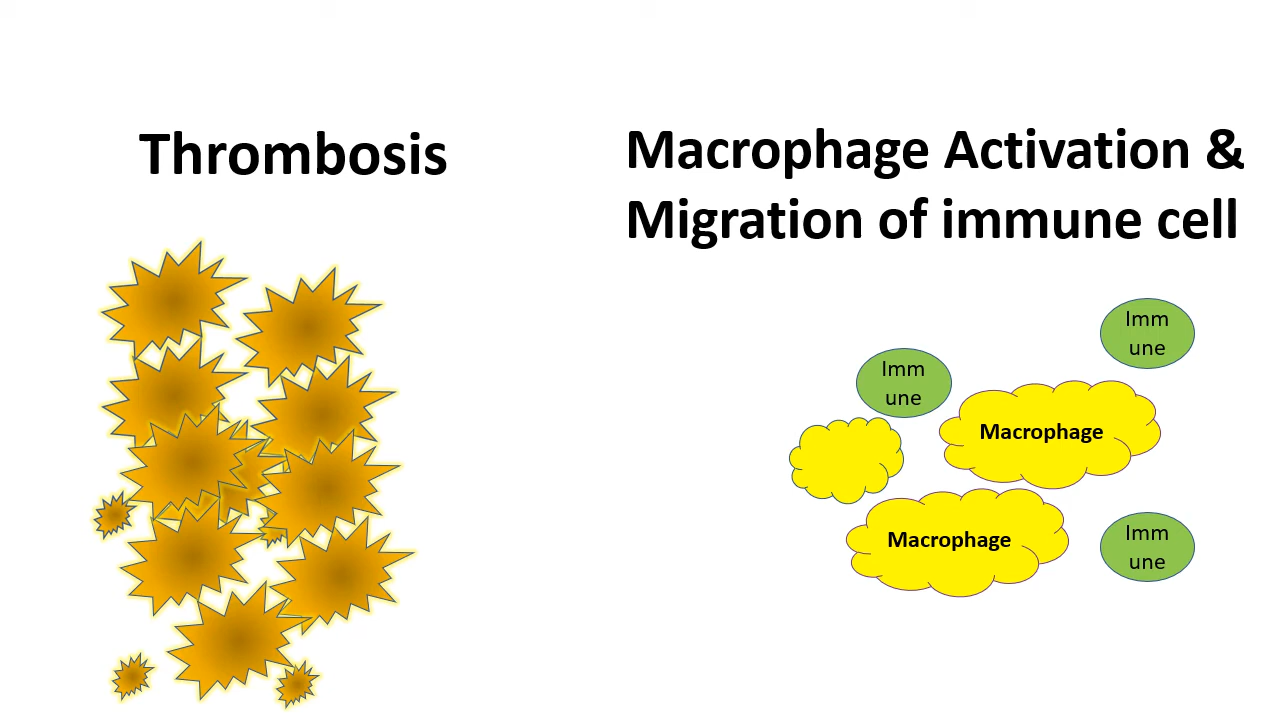 Thrombosis
Macrophage Activation &
Migration of immune cell
Imm
une
Imm
une
Macrophage
Macrophage
Imm
une